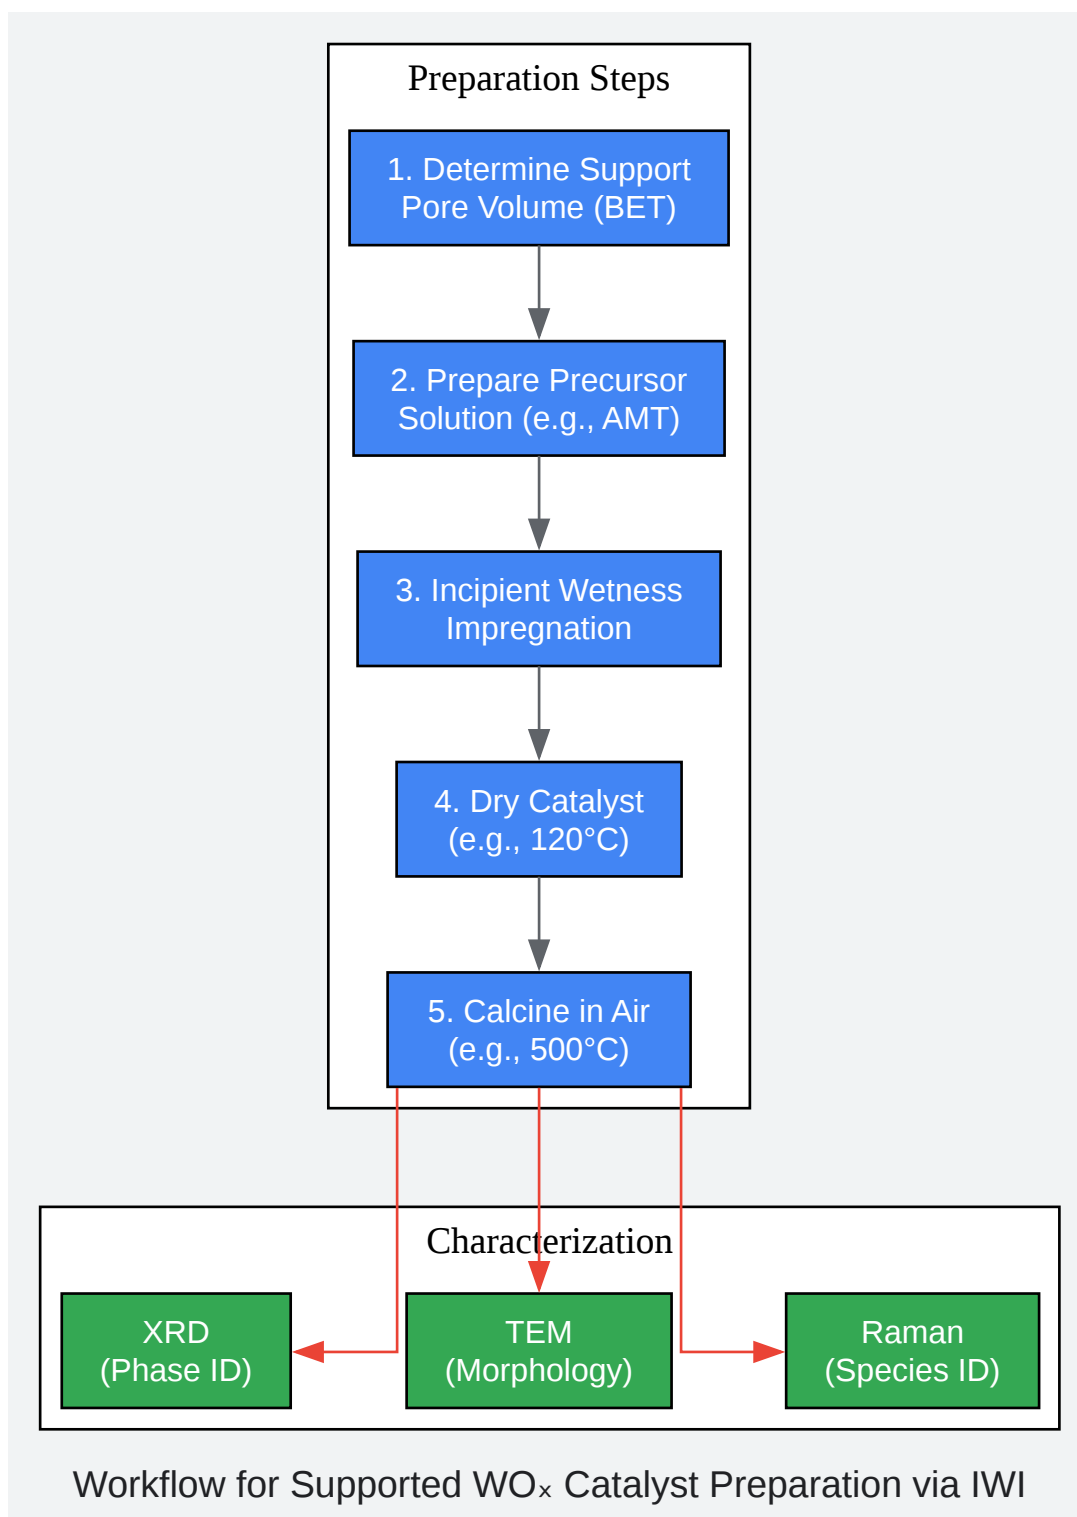 Preparation Steps
1. Determine Support
Pore Volume (BET)
2. Prepare Precursor
Solution (e.g., AMT)
3. Incipient Wetness
Impregnation
4. Dry Catalyst
(e.g., 120°C)
5. Calcine in Air
(e.g., 500°C)
Characterization
XRD
(Phase ID)
TEM
(Morphology)
Raman
(Species ID)
Workflow for Supported WOₓ Catalyst Preparation via IWI